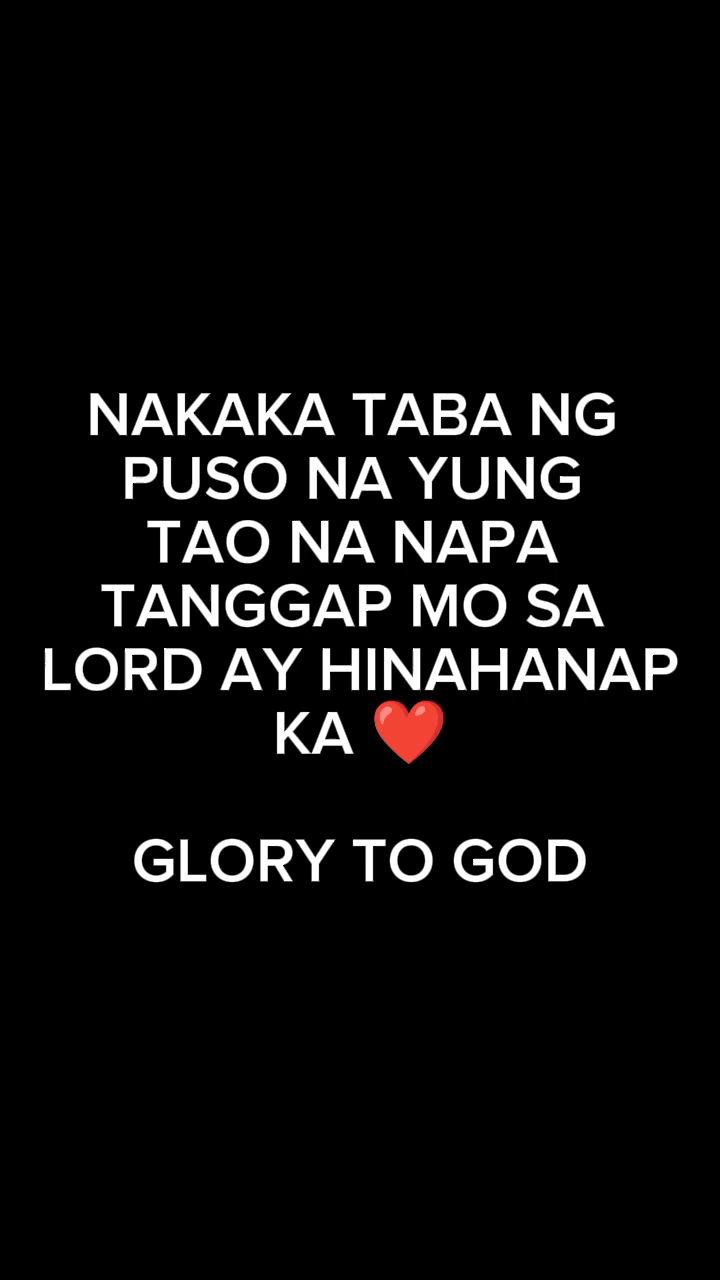 NAKAKA TABA NG
PUSO NA YUNG
TAO NA NAPA
TANGGAP MO SA
LORD AY HINAHANAP
KA ❤️
GLORY TO GOD